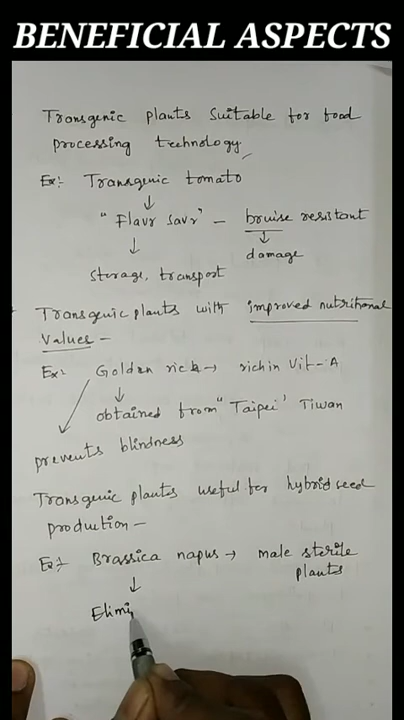 BENEFICIAL ASPECTS
Transgenic plants suitable for food
processing technology
Ex:- Transgenic tomato
↓
"Flavr savr" - bruise resistant
↓ ↓
damage
storage, transport
Transgenic plants with improved nutritional
Values -
Ex:- Golden rice → rich in Vit-A
↓
obtained from "Taipei" Tiwan
prevents blindness
Transgenic plants useful for hybrid seed
production -
Ex:- Brassica napus → male sterile
plants
↓
Elimi